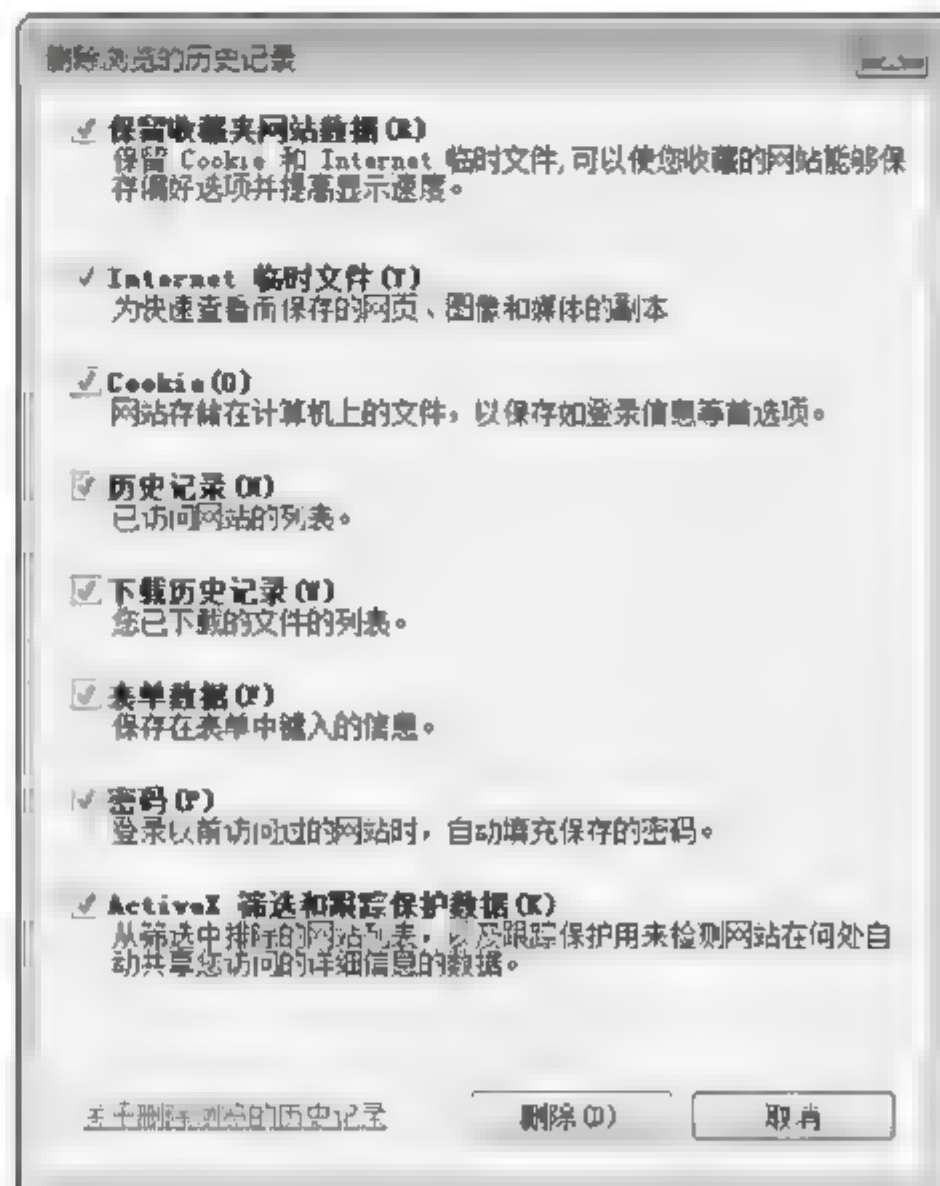 删除浏览的历史记录
保留收藏夹网站数据(R)
保留 Cookie 和 Internet 临时文件,可以使您收藏的网站能够保
存偏好选项并提高显示速度。
Internet 临时文件(T)
为快速查看而保存的网页、图像和媒体的副本
Cookie(O)
网站存储在计算机上的文件，以保存如登录信息等首选项。
历史记录(H)
已访问网站的列表。
下载历史记录(W)
您已下载的文件的列表。
表单数据(F)
保存在表单中键入的信息。
密码(P)
登录以前访问过的网站时，自动填充保存的密码。
ActiveX 筛选和跟踪保护数据(K)
从筛选中排除的网站列表，以及跟踪保护用来检测网站在何处自
动共享您访问的详细信息的数据。
关于删除浏览的历史记录
删除(D)
取消